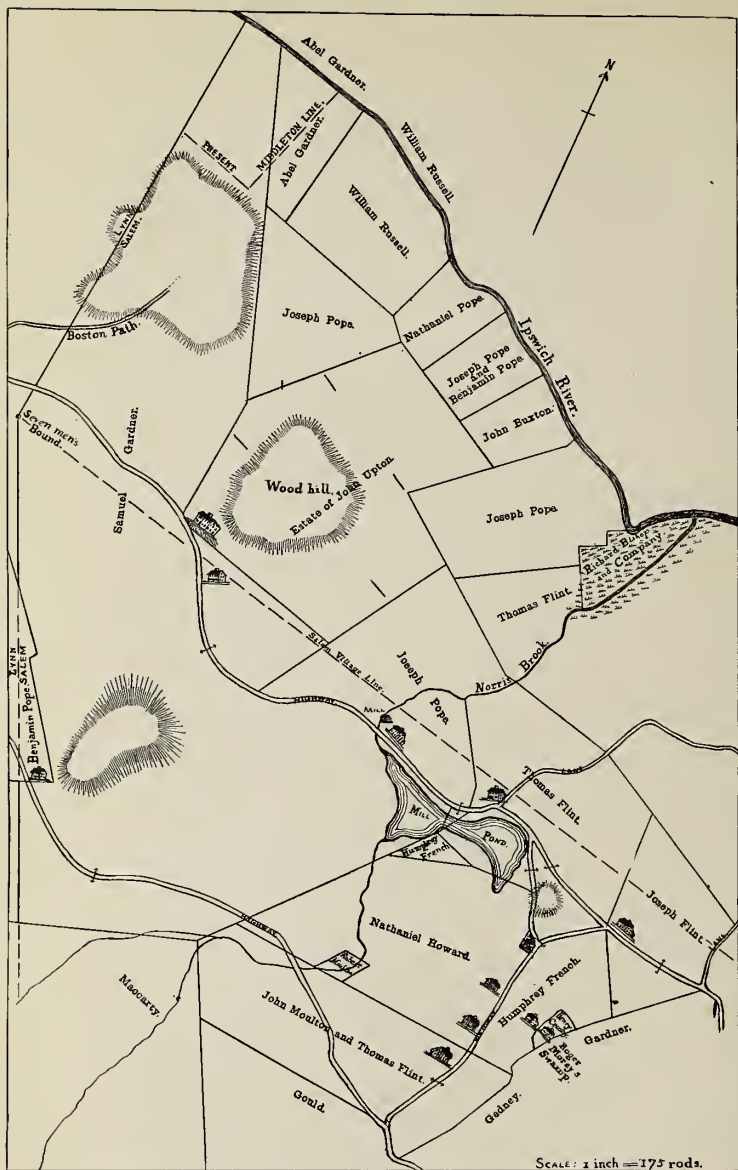 Abel Gardner.
N
PRESENT
MIDDLETON LINE.
Abel Gardner.
William Russell.
William Russell.
LYNN
SALEM.
Boston Path.
Joseph Pope.
Nathaniel Pope.
Ipswich River.
Joseph Pope
and
Benjamin Pope.
John Buxton.
Seven men's
Bound.
Samuel Gardner.
Wood hill.
Estate of John Upton.
Joseph Pope.
Richard
and Company.
Thomas Flint.
Salem Village Line.
Joseph Pope.
Norris Brook
HIGHWAY
MILL
LYNN
SALEM
Benjamin Pope.
LANE
Thomas Flint.
MILL
POND.
Humphrey
French
Nathaniel Howard.
Joseph Flint.
LANE
HIGHWAY
Humphrey French.
Maccarty.
John Moulton and Thomas Flint.
Roger
Morey's
Swamp.
Gardner.
Gould.
Gedney.
SCALE: 1 inch = 175 rods.